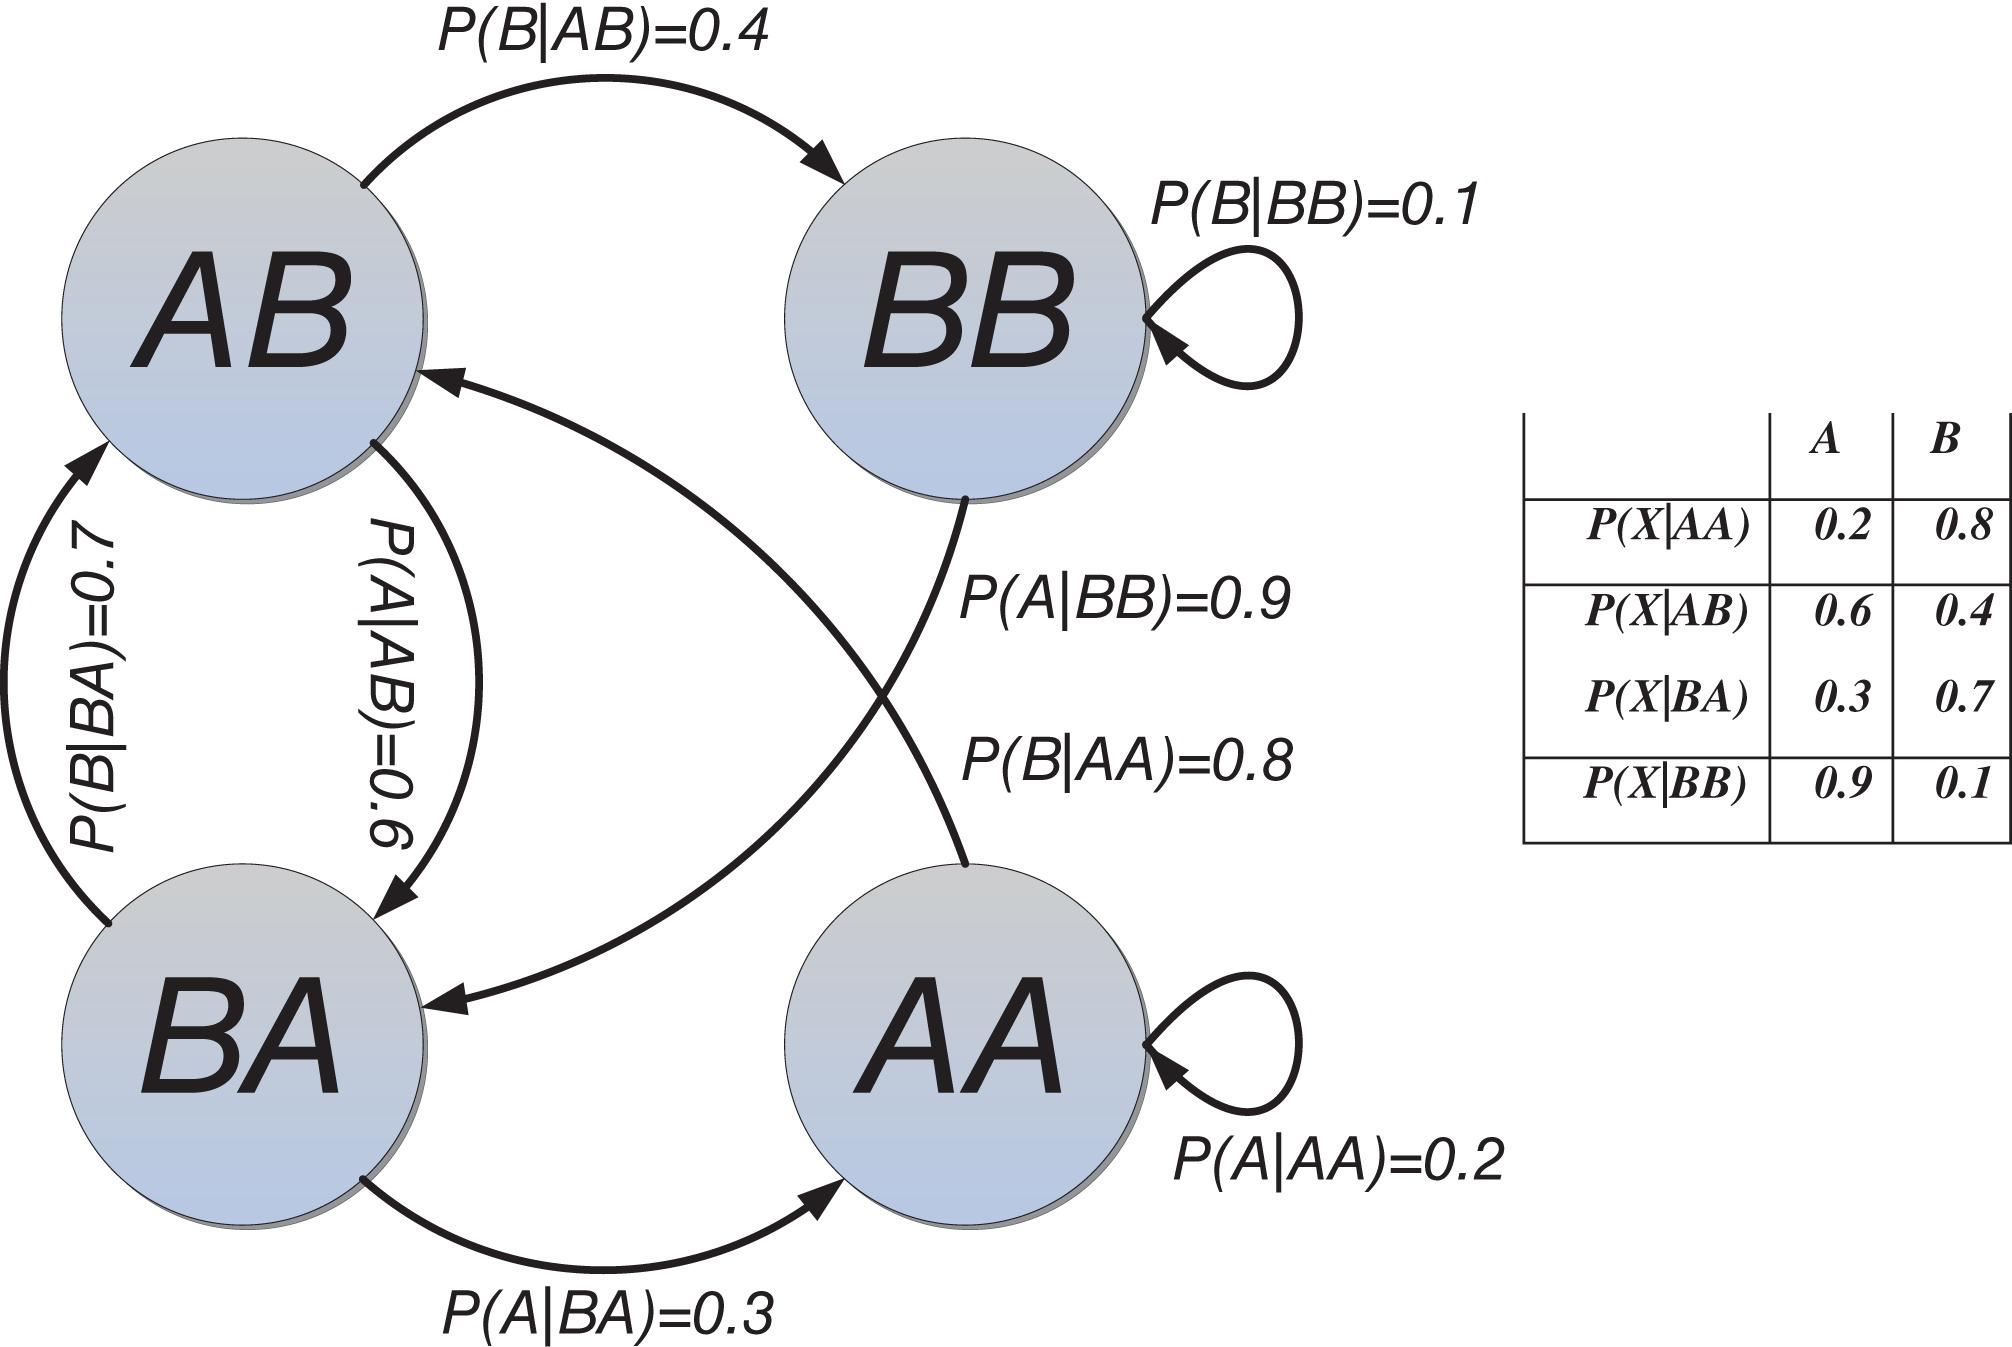 P(B|AB)=0.4
P(B|BB)=0.1
AB
BB
A B
P(X|AA) 0.2 0.8
P(X|AB) 0.6 0.4
P(X|BA) 0.3 0.7
P(X|BB) 0.9 0.1
P(B|BA)=0.7
P(A|AB)=0.6
P(A|BB)=0.9
P(B|AA)=0.8
BA
AA
P(A|AA)=0.2
P(A|BA)=0.3